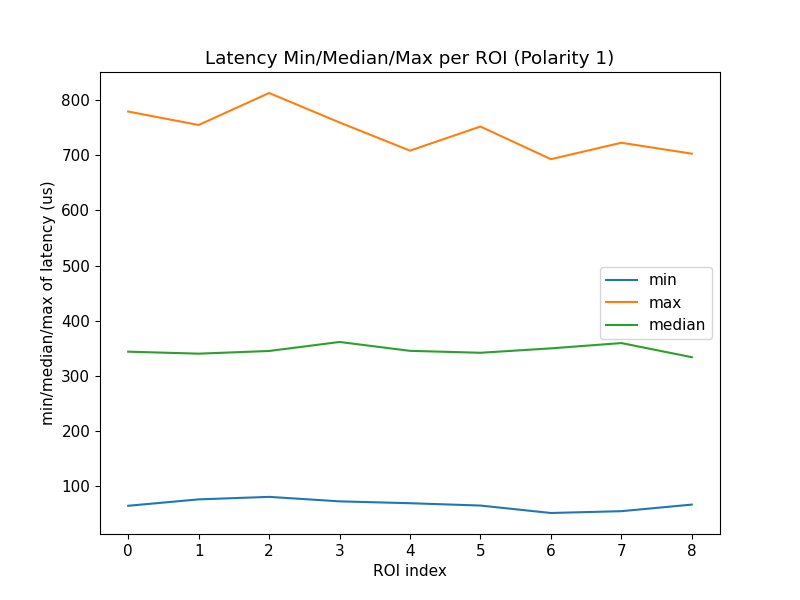 Latency Min/Median/Max per ROI (Polarity 1)
min/median/max of latency (us)
800
700
600
500
400
300
200
100
min
max
median
0 1 2 3 4 5 6 7 8
ROI index